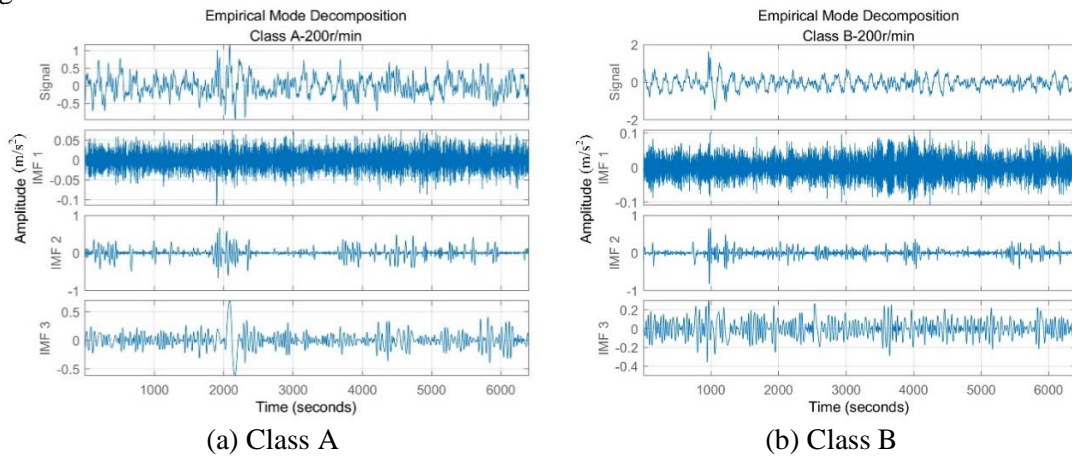 Empirical Mode Decomposition
Class A-200r/min
Signal
1
0.5
0
-0.5
Amplitude (m/s²)
IMF 1
0.05
0
-0.05
-0.1
IMF 2
1
0
-1
IMF 3
0.5
0
-0.5
1000 2000 3000 4000 5000 6000
Time (seconds)
(a) Class A
Empirical Mode Decomposition
Class B-200r/min
Signal
2
0
-2
Amplitude (m/s²)
IMF 1
0.1
0
-0.1
IMF 2
1
0
-1
IMF 3
0.2
0
-0.2
-0.4
1000 2000 3000 4000 5000 6000
Time (seconds)
(b) Class B